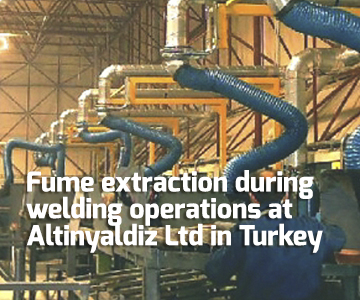 Fume extraction during
welding operations at
Altinyaldiz Ltd in Turkey